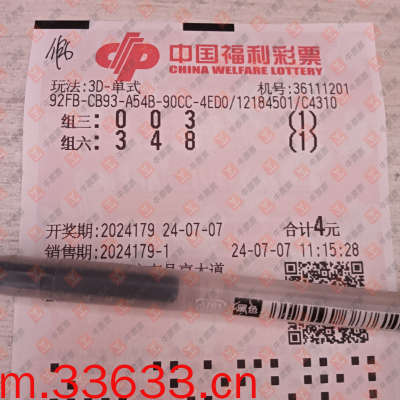 中国福利彩票
CHINA WELFARE LOTTERY
玩法:3D-单式 机号:36111201
92FB-CB93-A54B-90CC-4ED0/12184501/C4310
组三: 0 0 3 (1)
组六: 3 4 8 (1)
开奖期:2024179 24-07-07 合计4元
销售期:2024179-1 24-07-07 11:15:28
大道
m.33633.cn